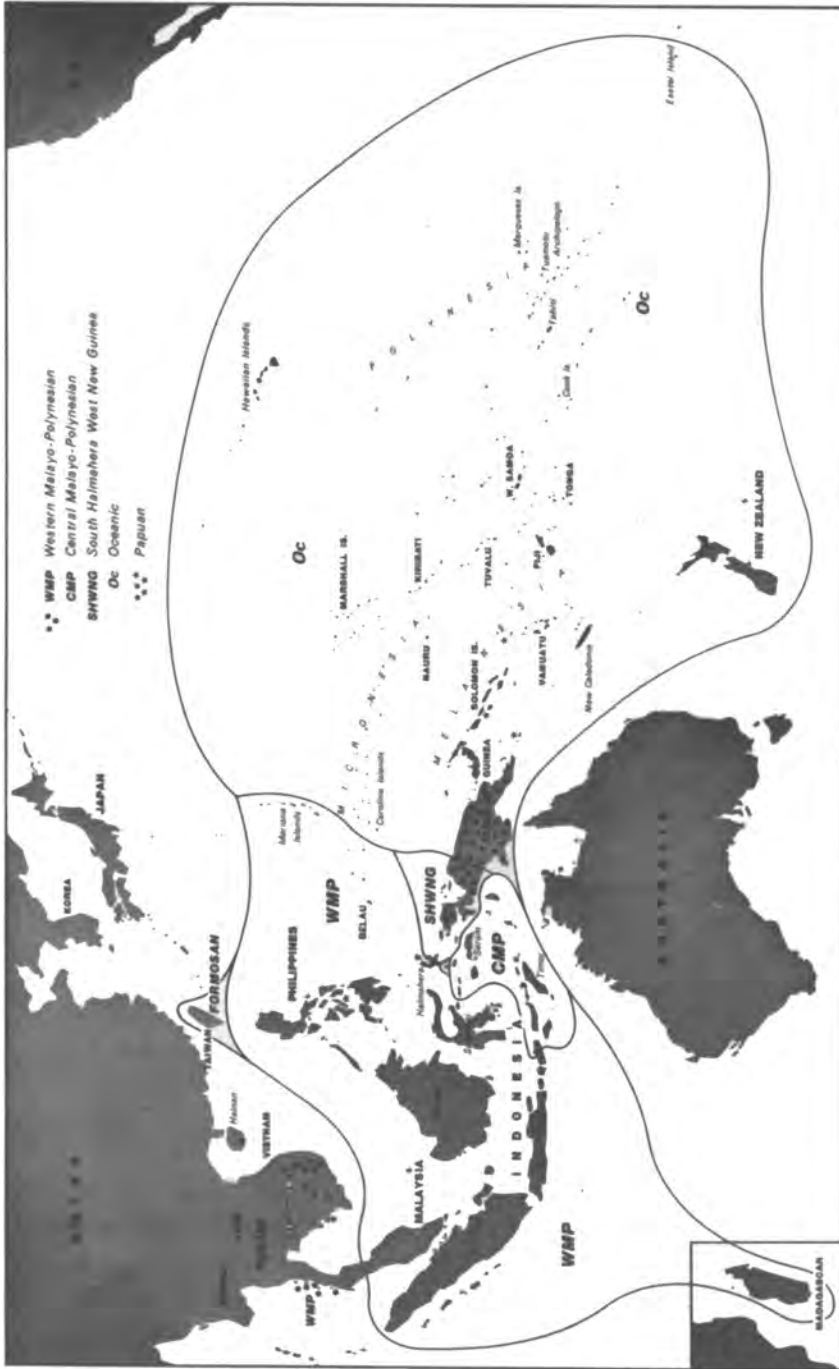 WMP Western Malayo-Polynesian
CMP Central Malayo-Polynesian
SHWNG South Halmahera West New Guinea
Oc Oceanic
Papuan
KOREA
JAPAN
TAIWAN
FORMOSAN
Hainan
VIETNAM
WMP
PHILIPPINES
Mariana
Islands
WMP
BELAU
Caroline Islands
MICRONESIA
MARSHALL IS.
Oc
Hawaiian Islands
POLYNESIA
MALAYSIA
INDONESIA
Halmahera
SHWNG
Seram
CMP
Timor
GUINEA
MELANESIA
NAURU
KIRIBATI
SOLOMON IS.
TUVALU
W. SAMOA
VANUATU
FIJI
TONGA
New Caledonia
Cook Is.
Tahiti
Marquesas Is.
Tuamotu
Archipelago
Oc
Easter Island
WMP
AUSTRALIA
NEW ZEALAND
MADAGASCAR